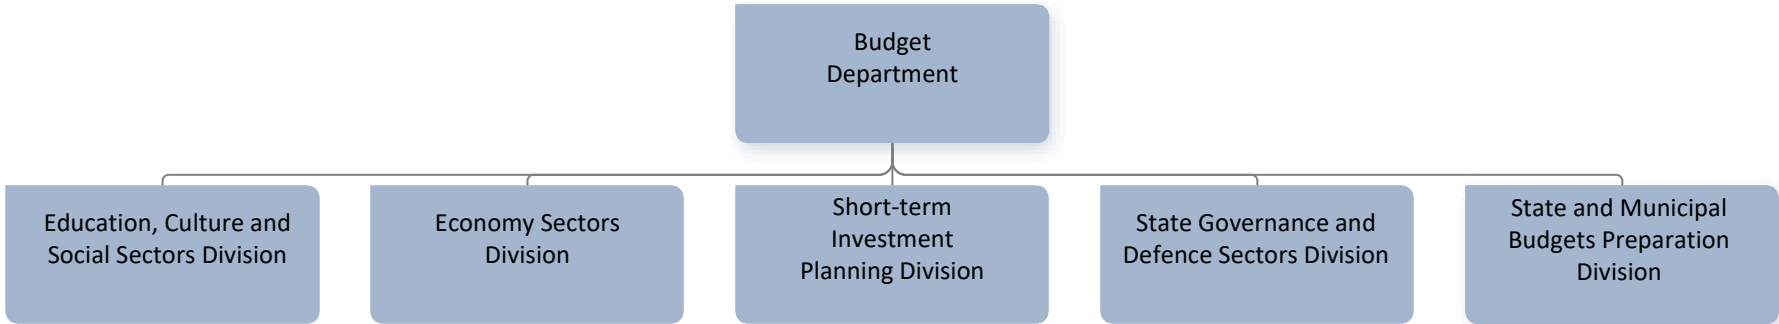 Budget
Department
Education, Culture and
Social Sectors Division
Economy Sectors
Division
Short-term
Investment
Planning Division
State Governance and
Defence Sectors Division
State and Municipal
Budgets Preparation
Division